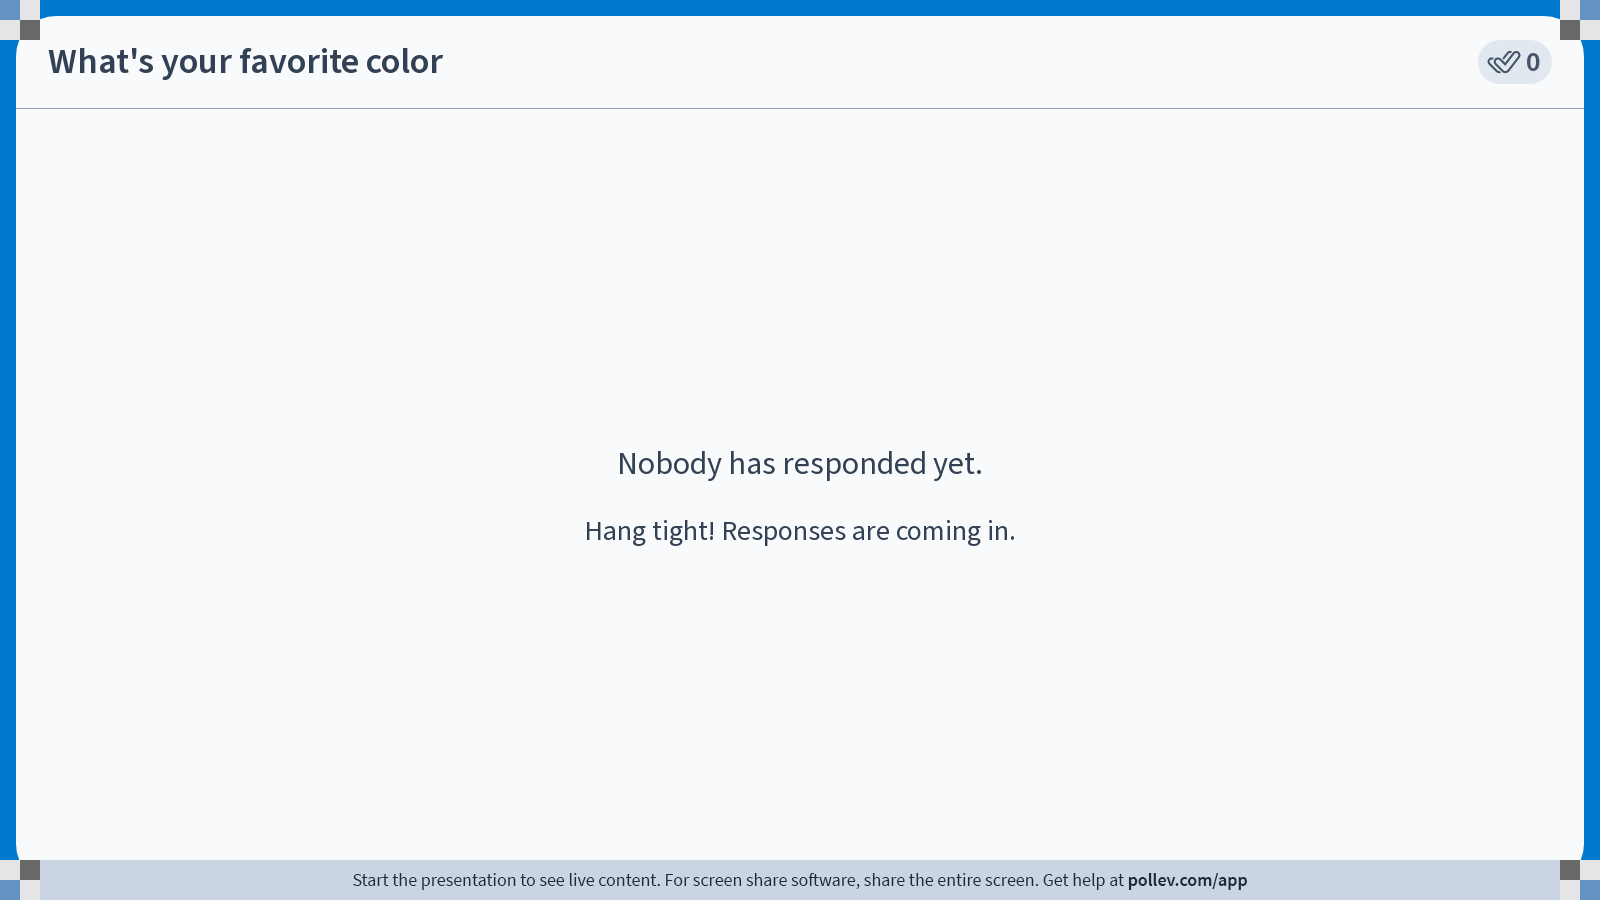 What's your favorite color
0
Nobody has responded yet.
Hang tight! Responses are coming in.
Start the presentation to see live content. For screen share software, share the entire screen. Get help at pollev.com/app